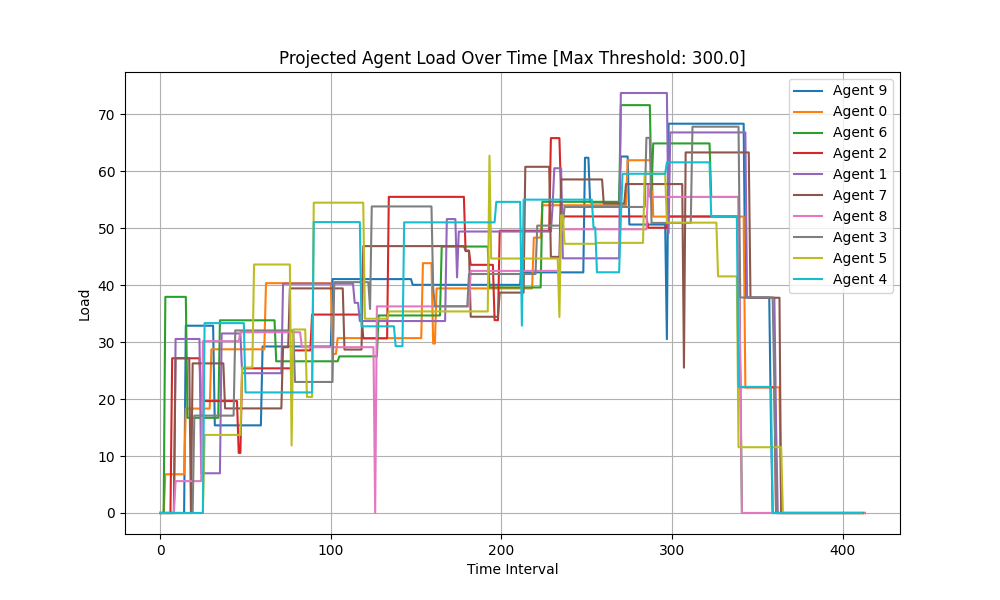 Projected Agent Load Over Time [Max Threshold: 300.0]
Load
70
60
50
40
30
20
10
0
0 100 200 300 400
Time Interval
Agent 9
Agent 0
Agent 6
Agent 2
Agent 1
Agent 7
Agent 8
Agent 3
Agent 5
Agent 4